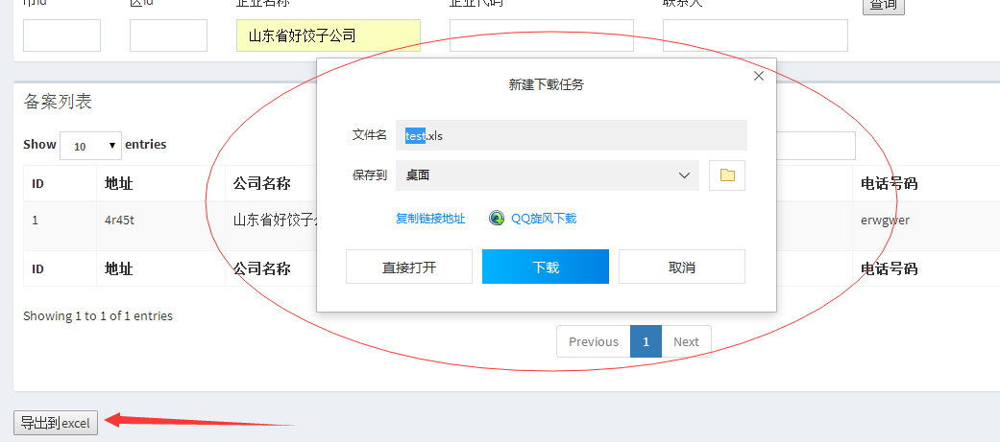 市id 区id 企业名称 企业代码 联系人 查询
山东省好饺子公司
新建下载任务
备案列表
文件名 test.xls
Show 10 entries
保存到 桌面
ID 地址 公司名称 电话号码
1 4r45t 山东省好饺子 erwgwer
复制链接地址 QQ旋风下载
直接打开 下载 取消
ID 地址 公司名称 电话号码
Showing 1 to 1 of 1 entries
Previous 1 Next
导出到excel